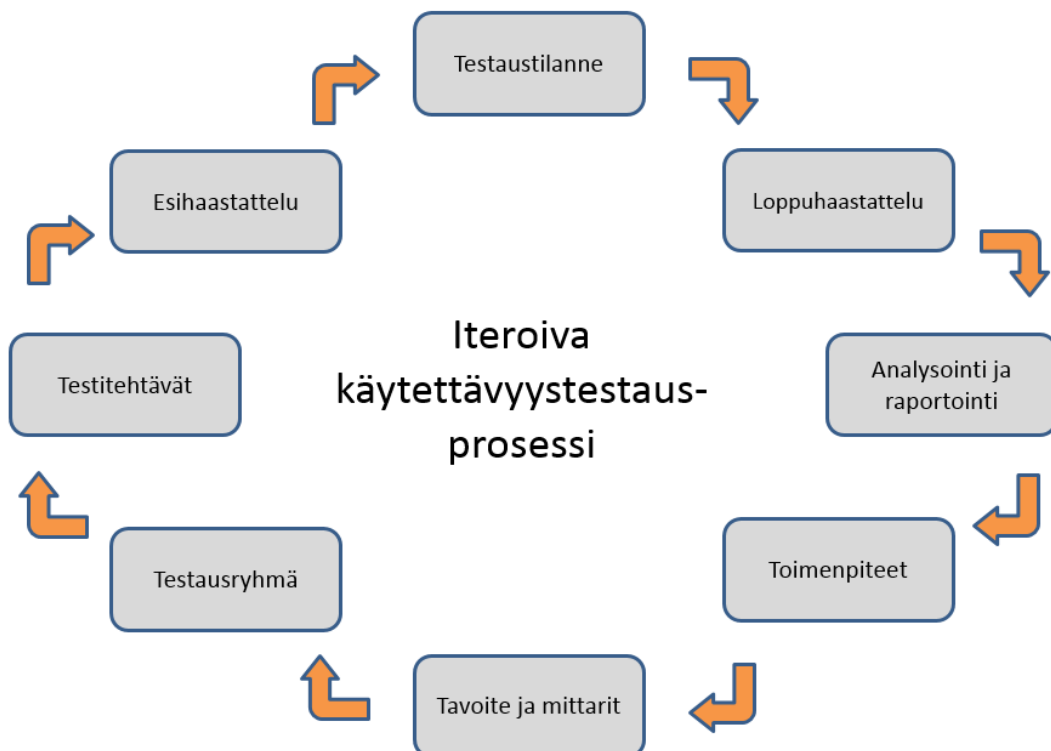 Testaustilanne
Esihaastattelu
Loppuhaastattelu
Iteroiva
käytettävyystestaus-
prosessi
Testitehtävät
Analysointi ja
raportointi
Testausryhmä
Toimenpiteet
Tavoite ja mittarit